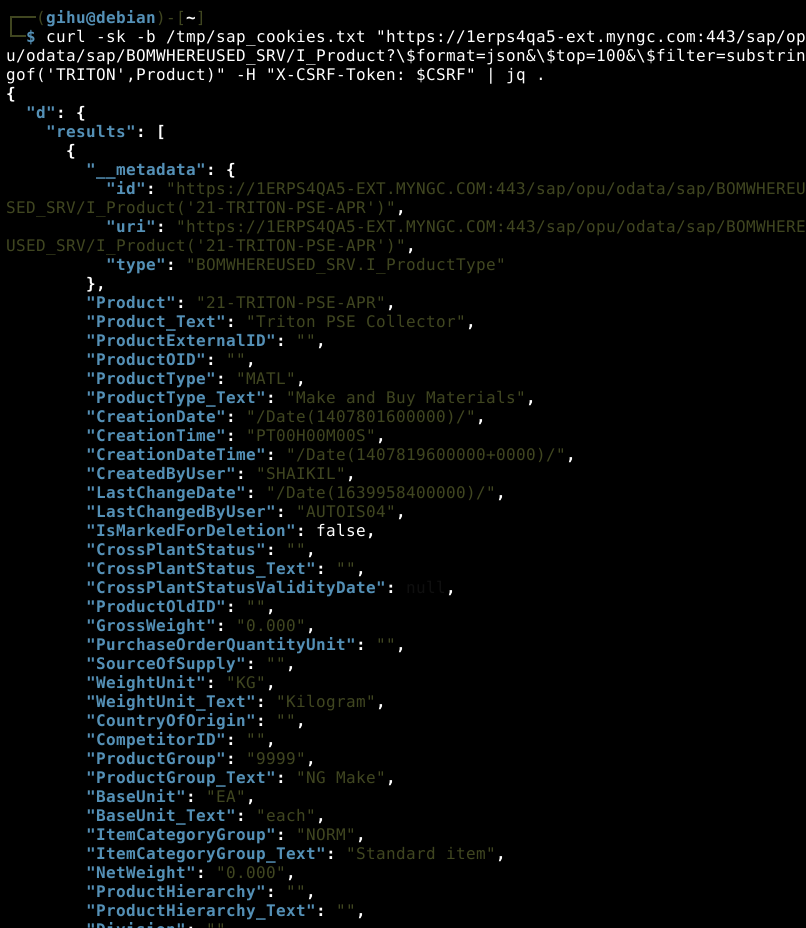 ┌──(gihu@debian)-[~]
└─$ curl -sk -b /tmp/sap_cookies.txt "https://1erps4qa5-ext.myngc.com:443/sap/op
u/odata/sap/BOMWHEREUSED_SRV/I_Product?\$format=json&\$top=100&\$filter=substrin
gof('TRITON',Product)" -H "X-CSRF-Token: $CSRF" | jq .
{
  "d": {
    "results": [
      {
        "__metadata": {
          "id": "https://1ERPS4QA5-EXT.MYNGC.COM:443/sap/opu/odata/sap/BOMWHEREU
SED_SRV/I_Product('21-TRITON-PSE-APR')",
          "uri": "https://1ERPS4QA5-EXT.MYNGC.COM:443/sap/opu/odata/sap/BOMWHERE
USED_SRV/I_Product('21-TRITON-PSE-APR')",
          "type": "BOMWHEREUSED_SRV.I_ProductType"
        },
        "Product": "21-TRITON-PSE-APR",
        "Product_Text": "Triton PSE Collector",
        "ProductExternalID": "",
        "ProductOID": "",
        "ProductType": "MATL",
        "ProductType_Text": "Make and Buy Materials",
        "CreationDate": "/Date(1407801600000)/",
        "CreationTime": "PT00H00M00S",
        "CreationDateTime": "/Date(1407819600000+0000)/",
        "CreatedByUser": "SHAIKIL",
        "LastChangeDate": "/Date(1639958400000)/",
        "LastChangedByUser": "AUTOIS04",
        "IsMarkedForDeletion": false,
        "CrossPlantStatus": "",
        "CrossPlantStatus_Text": "",
        "CrossPlantStatusValidityDate": null,
        "ProductOldID": "",
        "GrossWeight": "0.000",
        "PurchaseOrderQuantityUnit": "",
        "SourceOfSupply": "",
        "WeightUnit": "KG",
        "WeightUnit_Text": "Kilogram",
        "CountryOfOrigin": "",
        "CompetitorID": "",
        "ProductGroup": "9999",
        "ProductGroup_Text": "NG Make",
        "BaseUnit": "EA",
        "BaseUnit_Text": "each",
        "ItemCategoryGroup": "NORM",
        "ItemCategoryGroup_Text": "Standard item",
        "NetWeight": "0.000",
        "ProductHierarchy": "",
        "ProductHierarchy_Text": "",
        "Division": ""